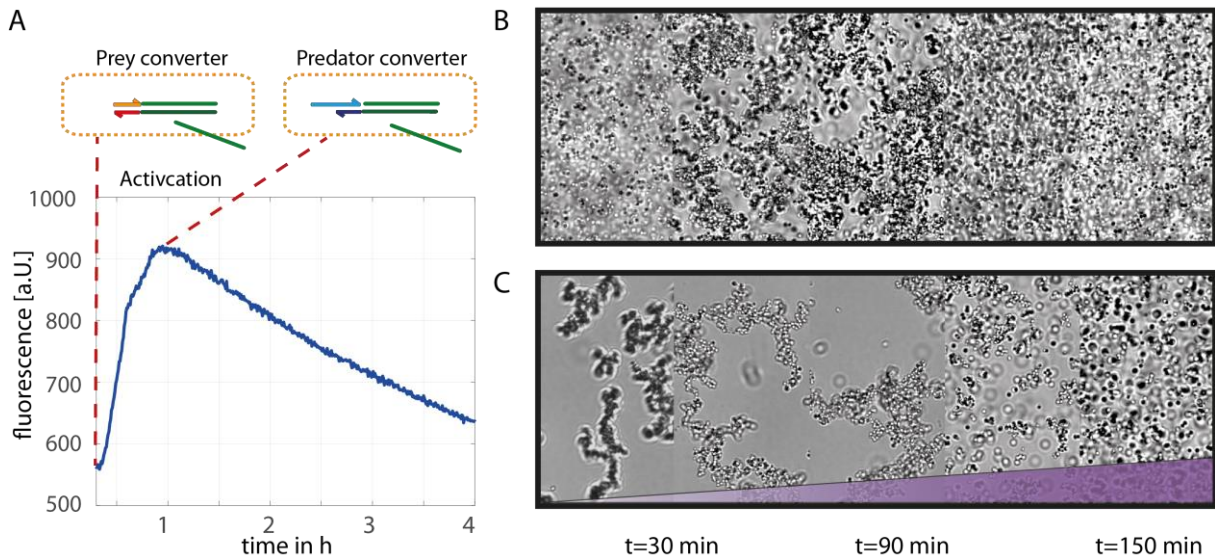 A
Prey converter
Predator converter
Activcation
1000
900
800
700
600
500
fluorescence [a.U.]
1
2
3
4
time in h
B
C
t=30 min
t=90 min
t=150 min